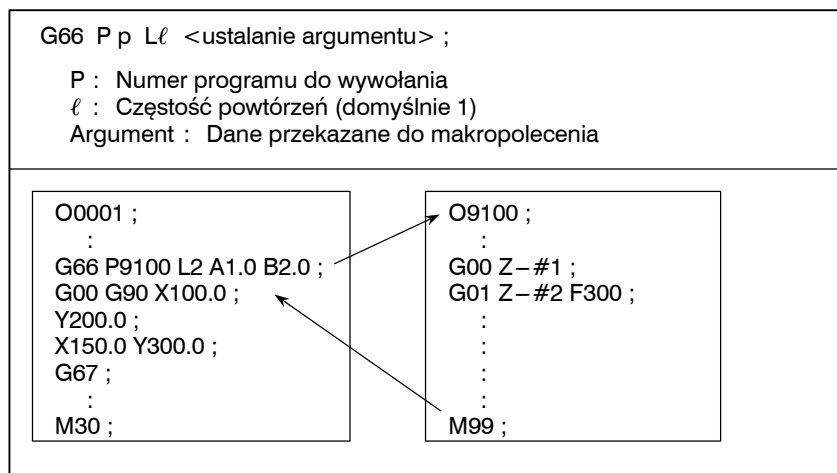 G66 P p Lℓ <ustalanie argumentu> ;
P : Numer programu do wywołania
ℓ : Częstość powtórzeń (domyślnie 1)
Argument : Dane przekazane do makropolecenia
O0001 ;
:
G66 P9100 L2 A1.0 B2.0 ;
G00 G90 X100.0 ;
Y200.0 ;
X150.0 Y300.0 ;
G67 ;
:
M30 ;
O9100 ;
:
G00 Z−#1 ;
G01 Z−#2 F300 ;
:
:
:
:
M99 ;